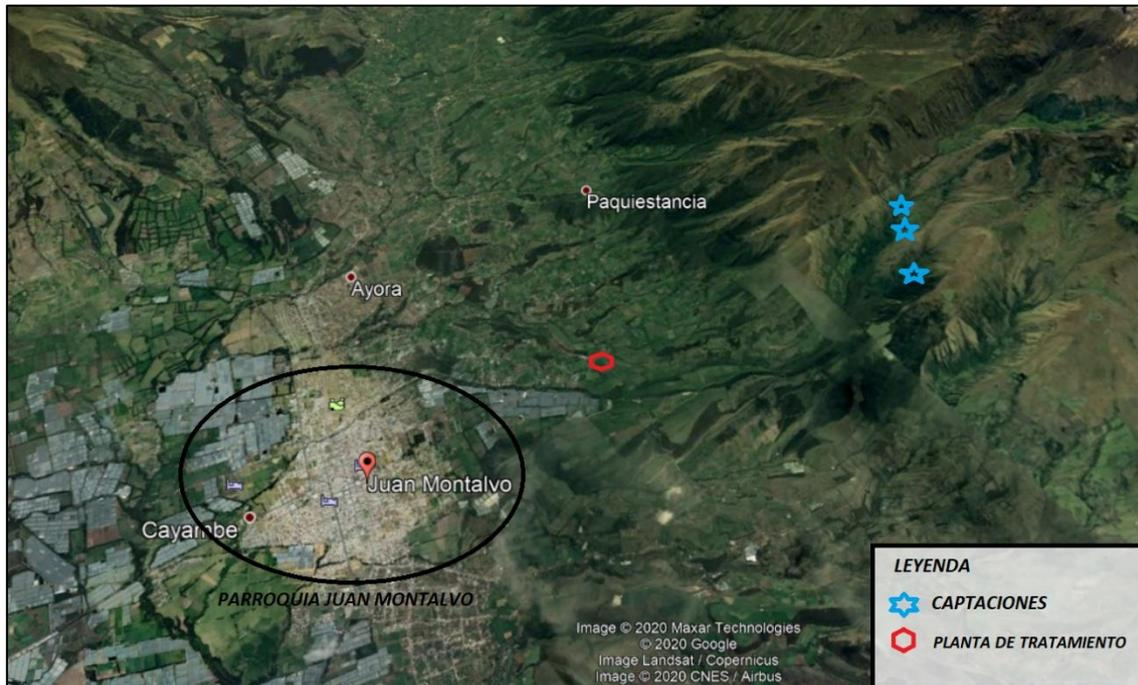 Paquiestancia
Ayora
Juan Montalvo
Cayambe
PARROQUIA JUAN MONTALVO
LEYENDA
CAPTACIONES
PLANTA DE TRATAMIENTO
Image © 2020 Maxar Technologies
© 2020 Google
Image Landsat / Copernicus
Image © 2020 CNES / Airbus